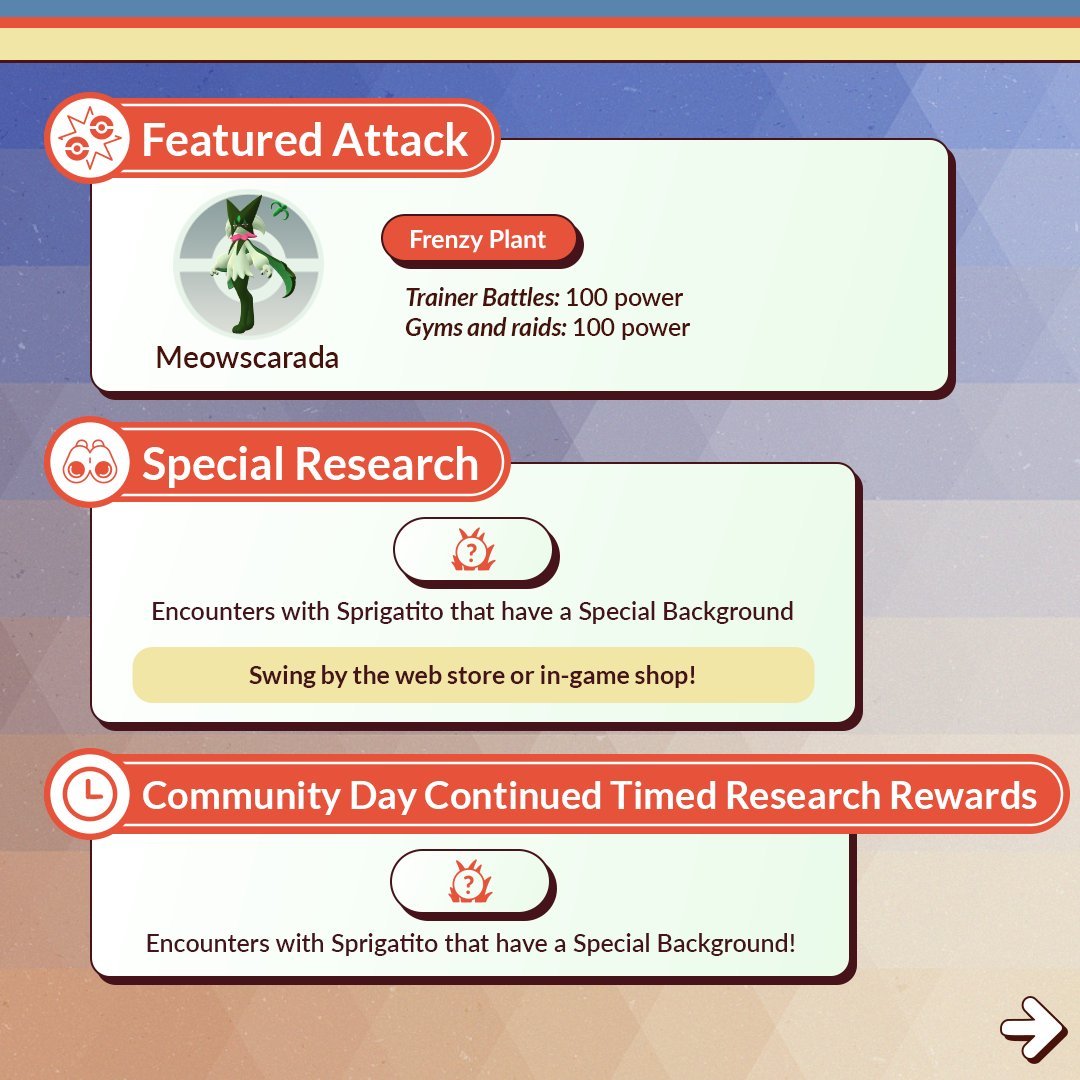 Featured Attack
Frenzy Plant
Trainer Battles: 100 power
Gyms and raids: 100 power
Meowscarada
Special Research
?
Encounters with Sprigatito that have a Special Background
Swing by the web store or in-game shop!
Community Day Continued Timed Research Rewards
?
Encounters with Sprigatito that have a Special Background!